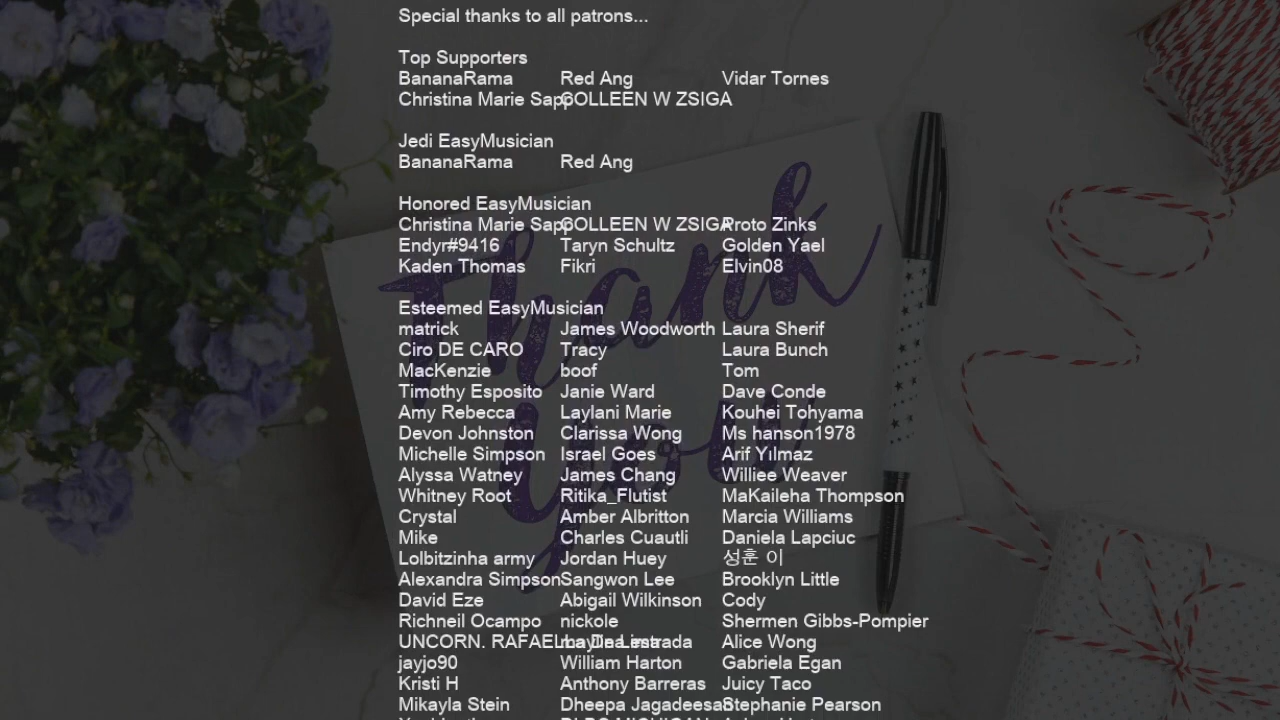 Special thanks to all patrons...
Top Supporters
BananaRama Red Ang Vidar Tornes
Christina Marie Sapp COLLEEN W ZSIGA
Jedi EasyMusician
BananaRama Red Ang
Honored EasyMusician
Christina Marie Sapp COLLEEN W ZSIGA Proto Zinks
Endyr#9416 Taryn Schultz Golden Yael
Kaden Thomas Fikri Elvin08
Esteemed EasyMusician
matrick James Woodworth Laura Sherif
Ciro DE CARO Tracy Laura Bunch
MacKenzie boof Tom
Timothy Esposito Janie Ward Dave Conde
Amy Rebecca Laylani Marie Kouhei Tohyama
Devon Johnston Clarissa Wong Ms hanson1978
Michelle Simpson Israel Goes Arif Yılmaz
Alyssa Watney James Chang Williee Weaver
Whitney Root Ritika_Flutist MaKaileha Thompson
Crystal Amber Albritton Marcia Williams
Mike Charles Cuautli Daniela Lapciuc
Lolbitzinha army Jordan Huey 성훈 이
Alexandra Simpson Sangwon Lee Brooklyn Little
David Eze Abigail Wilkinson Cody
Richneil Ocampo nickole Shermen Gibbs-Pompier
UNCORN. Alice Wong
jayjo90 William Harton Gabriela Egan
Kristi H Anthony Barreras Juicy Taco
Mikayla Stein Dheepa Stephanie Pearson
Thank
You